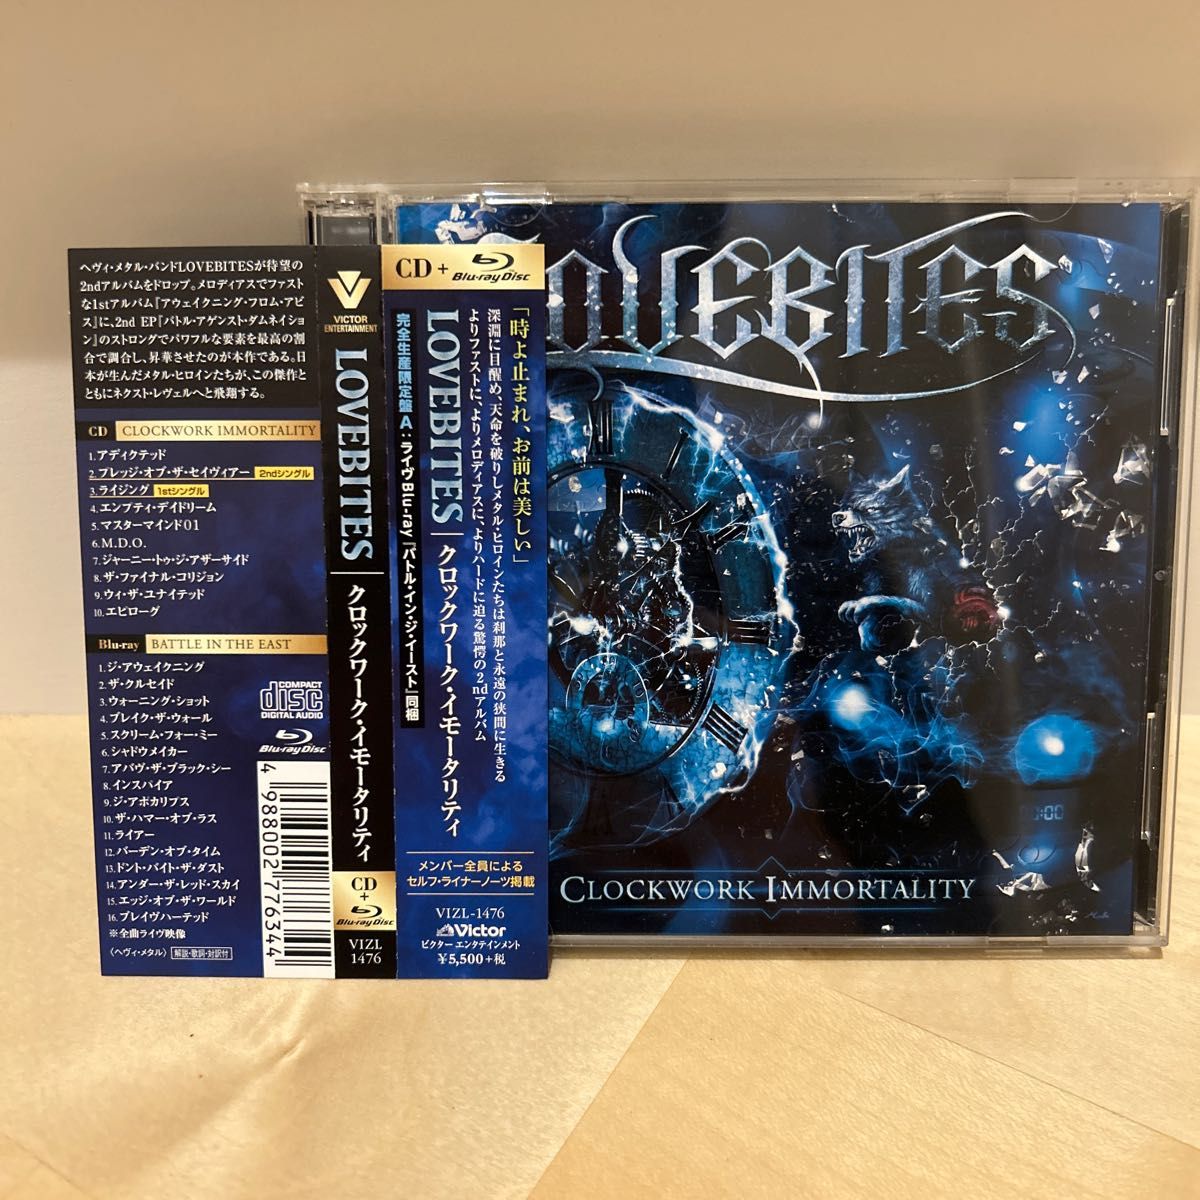 ヘヴィ・メタル・バンドLOVEBITESが待望の
2ndアルバムをドロップ。メロディアスでファスト
な1stアルバム『アウェイクニング・フロム・アビ
ス』に、2nd EP『バトル・アゲンスト・ダムネイショ
ン』のストロングでパワフルな要素を最高の割
合で調合し、昇華させたのが本作である。日
本が生んだメタル・ヒロインたちが、この傑作と
ともにネクスト・レヴェルへと飛翔する。
CD CLOCKWORK IMMORTALITY
1.アディクテッド
2.プレッジ・オブ・ザ・セイヴィアー 2ndシングル
3.ライジング 1stシングル
4.エンプティ・デイドリーム
5.マスターマインド01
6.M.D.O.
7.ジャーニー・トゥ・ジ・アザーサイド
8.ザ・ファイナル・コリジョン
9.ウィ・ザ・ユナイテッド
10.エピローグ
Blu-ray BATTLE IN THE EAST
1.ジ・アウェイクニング
2.ザ・クルセイド
3.ウォーニング・ショット
4.ブレイク・ザ・ウォール
5.スクリーム・フォー・ミー
6.シャドウメイカー
7.アバヴ・ザ・ブラック・シー
8.インスパイア
9.ジ・アポカリプス
10.ザ・ハマー・オブ・ラス
11.ライアー
12.バーデン・オブ・タイム
13.ドント・バイト・ザ・ダスト
14.アンダー・ザ・レッド・スカイ
15.エッジ・オブ・ザ・ワールド
16.ブレイヴハーテッド
※全曲ライヴ映像
〈ヘヴィ・メタル〉 解説・歌詞・対訳付
COMPACT
disc
DIGITAL AUDIO
Blu-ray Disc
4 988002 776344
VICTOR
ENTERTAINMENT
LOVEBITES クロックワーク・イモータリティ
CD
+
Blu-ray Disc
VIZL
1476
CD + Blu-ray Disc
「時よ止まれ、お前は美しい」
深淵に目醒め、天命を破りしメタル・ヒロインたちは刹那と永遠の狭間に生きる
よりファストに、よりメロディアスに、よりハードに迫る驚愕の2ndアルバム
LOVEBITES クロックワーク・イモータリティ
完全生産限定盤A：ライヴBlu-ray「バトル・イン・ジ・イースト」同梱
メンバー全員による
セルフ・ライナーノーツ掲載
VIZL-1476
Victor
ビクター エンタテインメント
¥5,500+税
LOVEBITES
XII
:00
CLOCKWORK IMMORTALITY